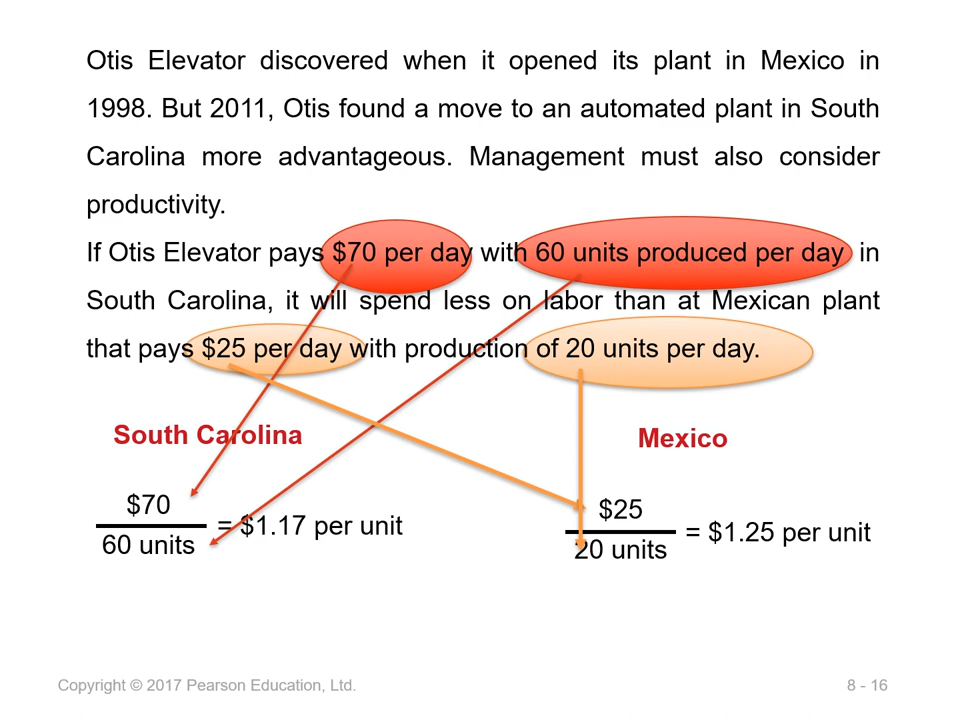 Otis Elevator discovered when it opened its plant in Mexico in
1998. But 2011, Otis found a move to an automated plant in South
Carolina more advantageous. Management must also consider
productivity.
If Otis Elevator pays $70 per day with 60 units produced per day in
South Carolina, it will spend less on labor than at Mexican plant
that pays $25 per day with production of 20 units per day.
South Carolina
Mexico
$70
60 units
= $1.17 per unit
$25
20 units
= $1.25 per unit
Copyright © 2017 Pearson Education, Ltd.
8 - 16